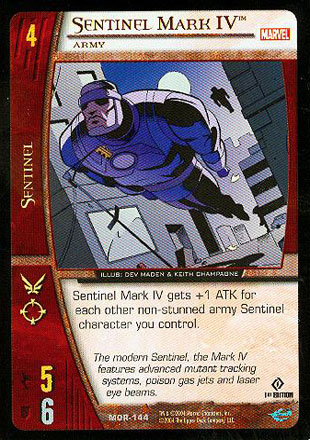 4
SENTINEL MARK IV™
ARMY
MARVEL
SENTINEL
ILLUS: DEV MADEN & KEITH CHAMPAGNE
Sentinel Mark IV gets +1 ATK for
each other non-stunned army Sentinel
character you control.
The modern Sentinel, the Mark IV
features advanced mutant tracking
systems, poison gas jets and laser
eye beams.
5
6
MOR-144
1ST EDITION